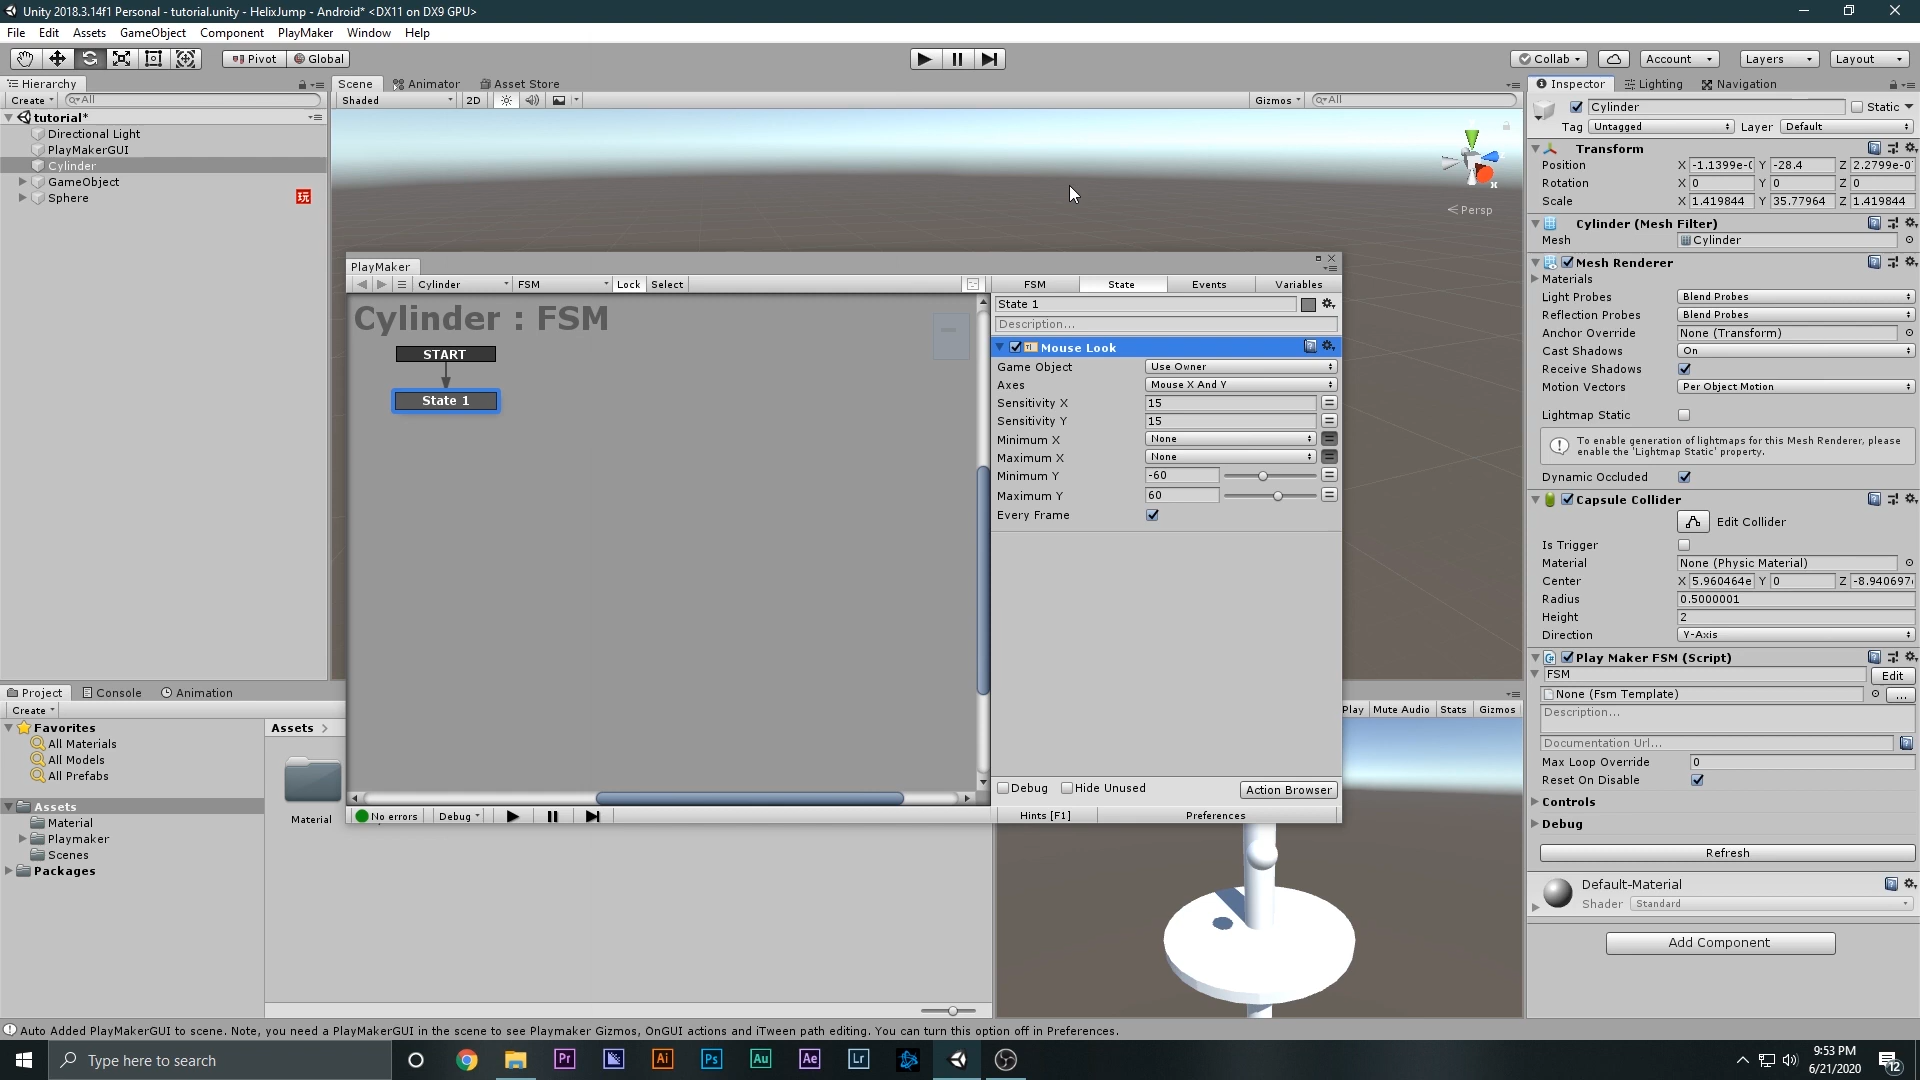 Unity 2018.3.14f1 Personal - tutorial.unity - HelixJump - Android* <DX11 on DX9 GPU>
File Edit Assets GameObject Component PlayMaker Window Help
Pivot Global
Collab Account Layers Layout
Hierarchy
Create All
tutorial*
Directional Light
PlayMakerGUI
Cylinder
GameObject
Sphere
玩
Scene Animator Asset Store
Shaded 2D Gizmos All
x
Persp
PlayMaker
Cylinder FSM Lock Select
Cylinder : FSM
START
State 1
FSM State Events Variables
State 1
Description...
Mouse Look
Game Object Use Owner
Axes Mouse X And Y
Sensitivity X 15
Sensitivity Y 15
Minimum X None
Maximum X None
Minimum Y -60
Maximum Y 60
Every Frame
Debug Hide Unused Action Browser
No errors Debug
Hints [F1] Preferences
Inspector Lighting Navigation
Cylinder Static
Tag Untagged Layer Default
Transform
Position X -1.1399e-( Y -28.4 Z 2.2799e-0
Rotation X 0 Y 0 Z 0
Scale X 1.419844 Y 35.77964 Z 1.419844
Cylinder (Mesh Filter)
Mesh Cylinder
Mesh Renderer
Materials
Light Probes Blend Probes
Reflection Probes Blend Probes
Anchor Override None (Transform)
Cast Shadows On
Receive Shadows
Motion Vectors Per Object Motion
Lightmap Static
To enable generation of lightmaps for this Mesh Renderer, please
enable the 'Lightmap Static' property.
Dynamic Occluded
Capsule Collider
Edit Collider
Is Trigger
Material None (Physic Material)
Center X 5.960464e Y 0 Z -8.940697
Radius 0.5000001
Height 2
Direction Y-Axis
Play Maker FSM (Script)
FSM Edit
None (Fsm Template) ...
Description...
Documentation Url...
Max Loop Override 0
Reset On Disable
Controls
Debug
Refresh
Default-Material
Shader Standard
Add Component
Project Console Animation
Create
Favorites
All Materials
All Models
All Prefabs
Assets
Material
Playmaker
Scenes
Packages
Assets
Material
Play Mute Audio Stats Gizmos
Auto Added PlayMakerGUI to scene. Note, you need a PlayMakerGUI in the scene to see Playmaker Gizmos, OnGUI actions and iTween path editing. You can turn this option off in Preferences.
Type here to search
Pr Ai Ps Au Ae Lr
9:53 PM
6/21/2020
12